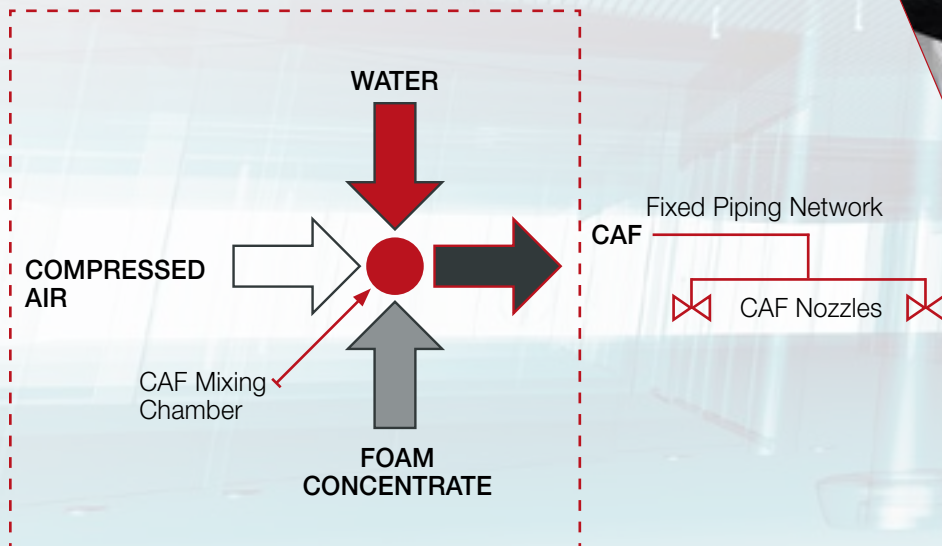 WATER
Fixed Piping Network
CAF
COMPRESSED
AIR
CAF Nozzles
CAF Mixing
Chamber
FOAM
CONCENTRATE